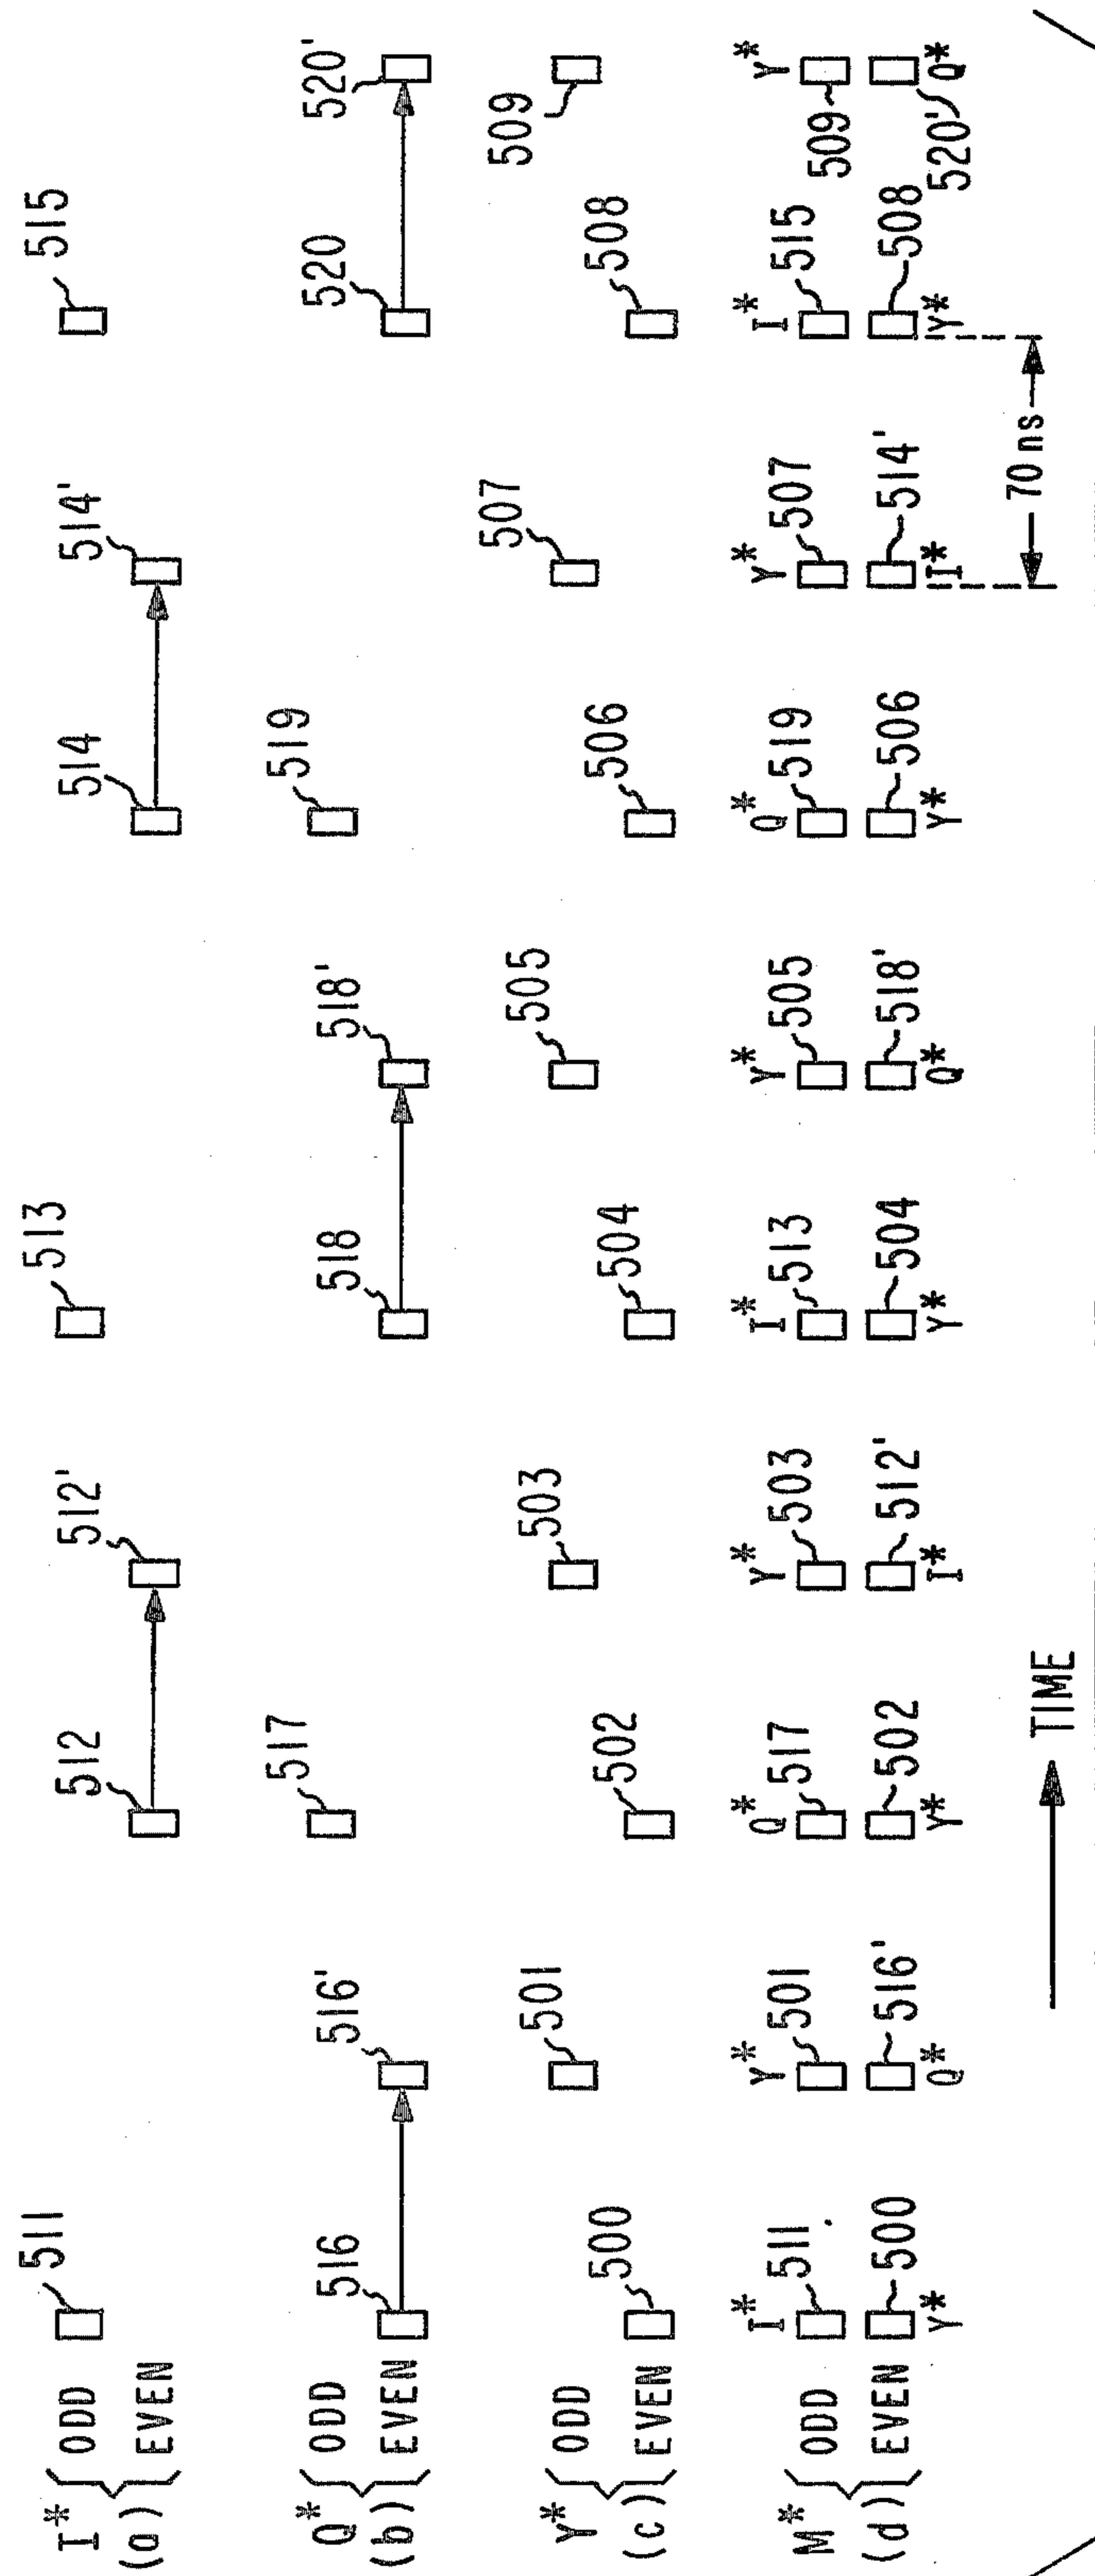 I* (a) ODD 511 513 515
EVEN 512 512' 514 514'
Q* (b) ODD 517 519
EVEN 516 516' 518 518' 520 520'
Y* (c) ODD 501 503 505 507 509
EVEN 500 502 504 506 508
I* Y* Q* Y* I* Y* Q* Y* I* Y*
M* (d) ODD 511 501 517 503 513 505 519 507 515 509
EVEN 500 516' 502 512' 504 518' 506 514' 508 520'
Y* Q* Y* I* Y* Q* Y* I* Y* Q*
TIME
70 ns